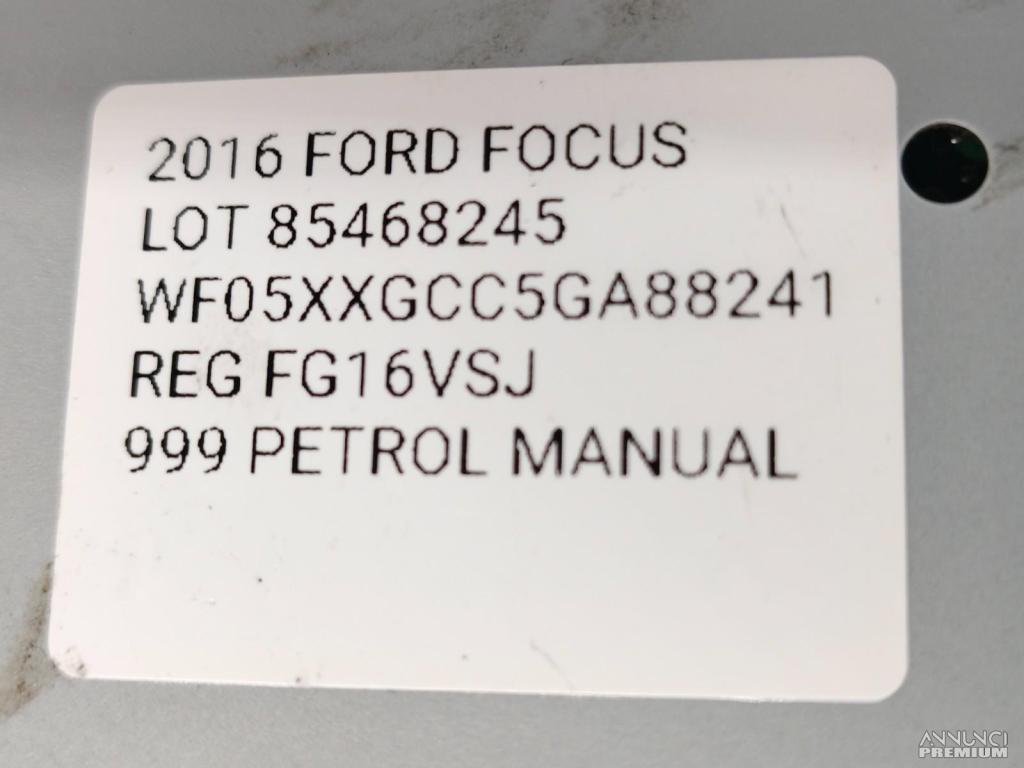 2016 FORD FOCUS
LOT 85468245
WF05XXGCC5GA88241
REG FG16VSJ
999 PETROL MANUAL
ANNUNCI
PREMIUM